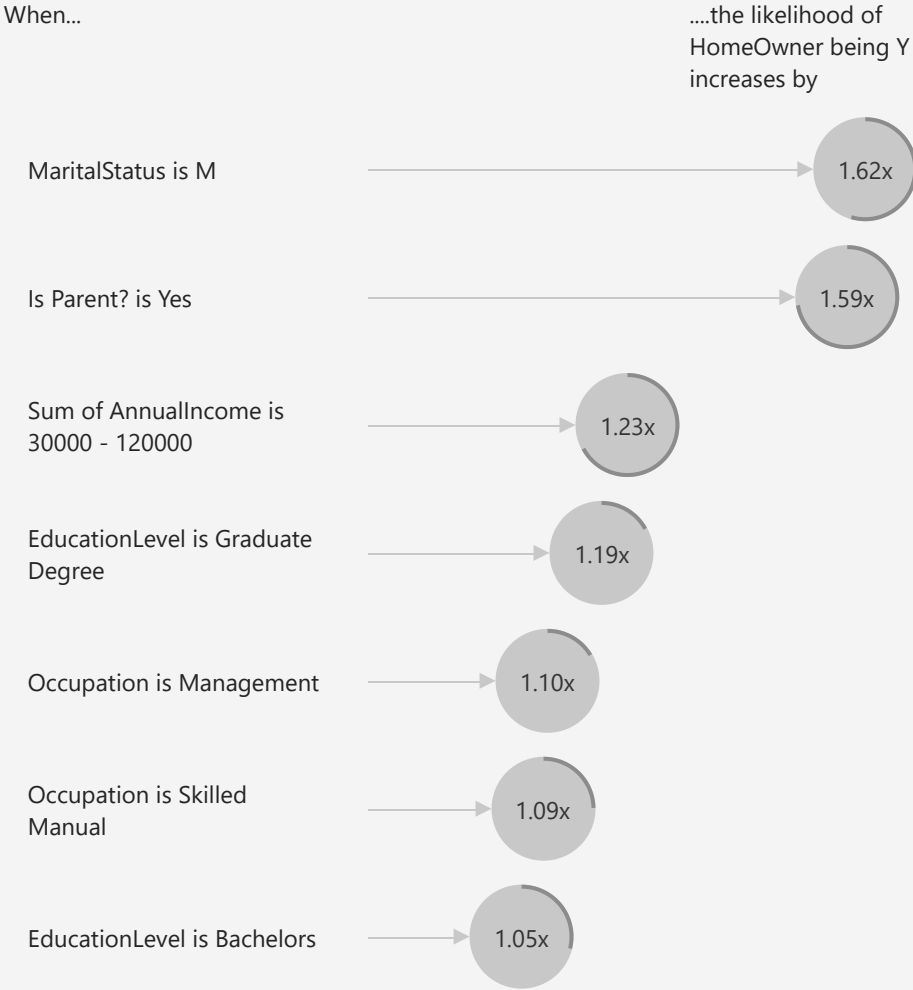 When...
....the likelihood of
HomeOwner being Y
increases by
MaritalStatus is M
1.62x
Is Parent? is Yes
1.59x
Sum of AnnualIncome is
30000 - 120000
1.23x
EducationLevel is Graduate
Degree
1.19x
Occupation is Management
1.10x
Occupation is Skilled
Manual
1.09x
EducationLevel is Bachelors
1.05x